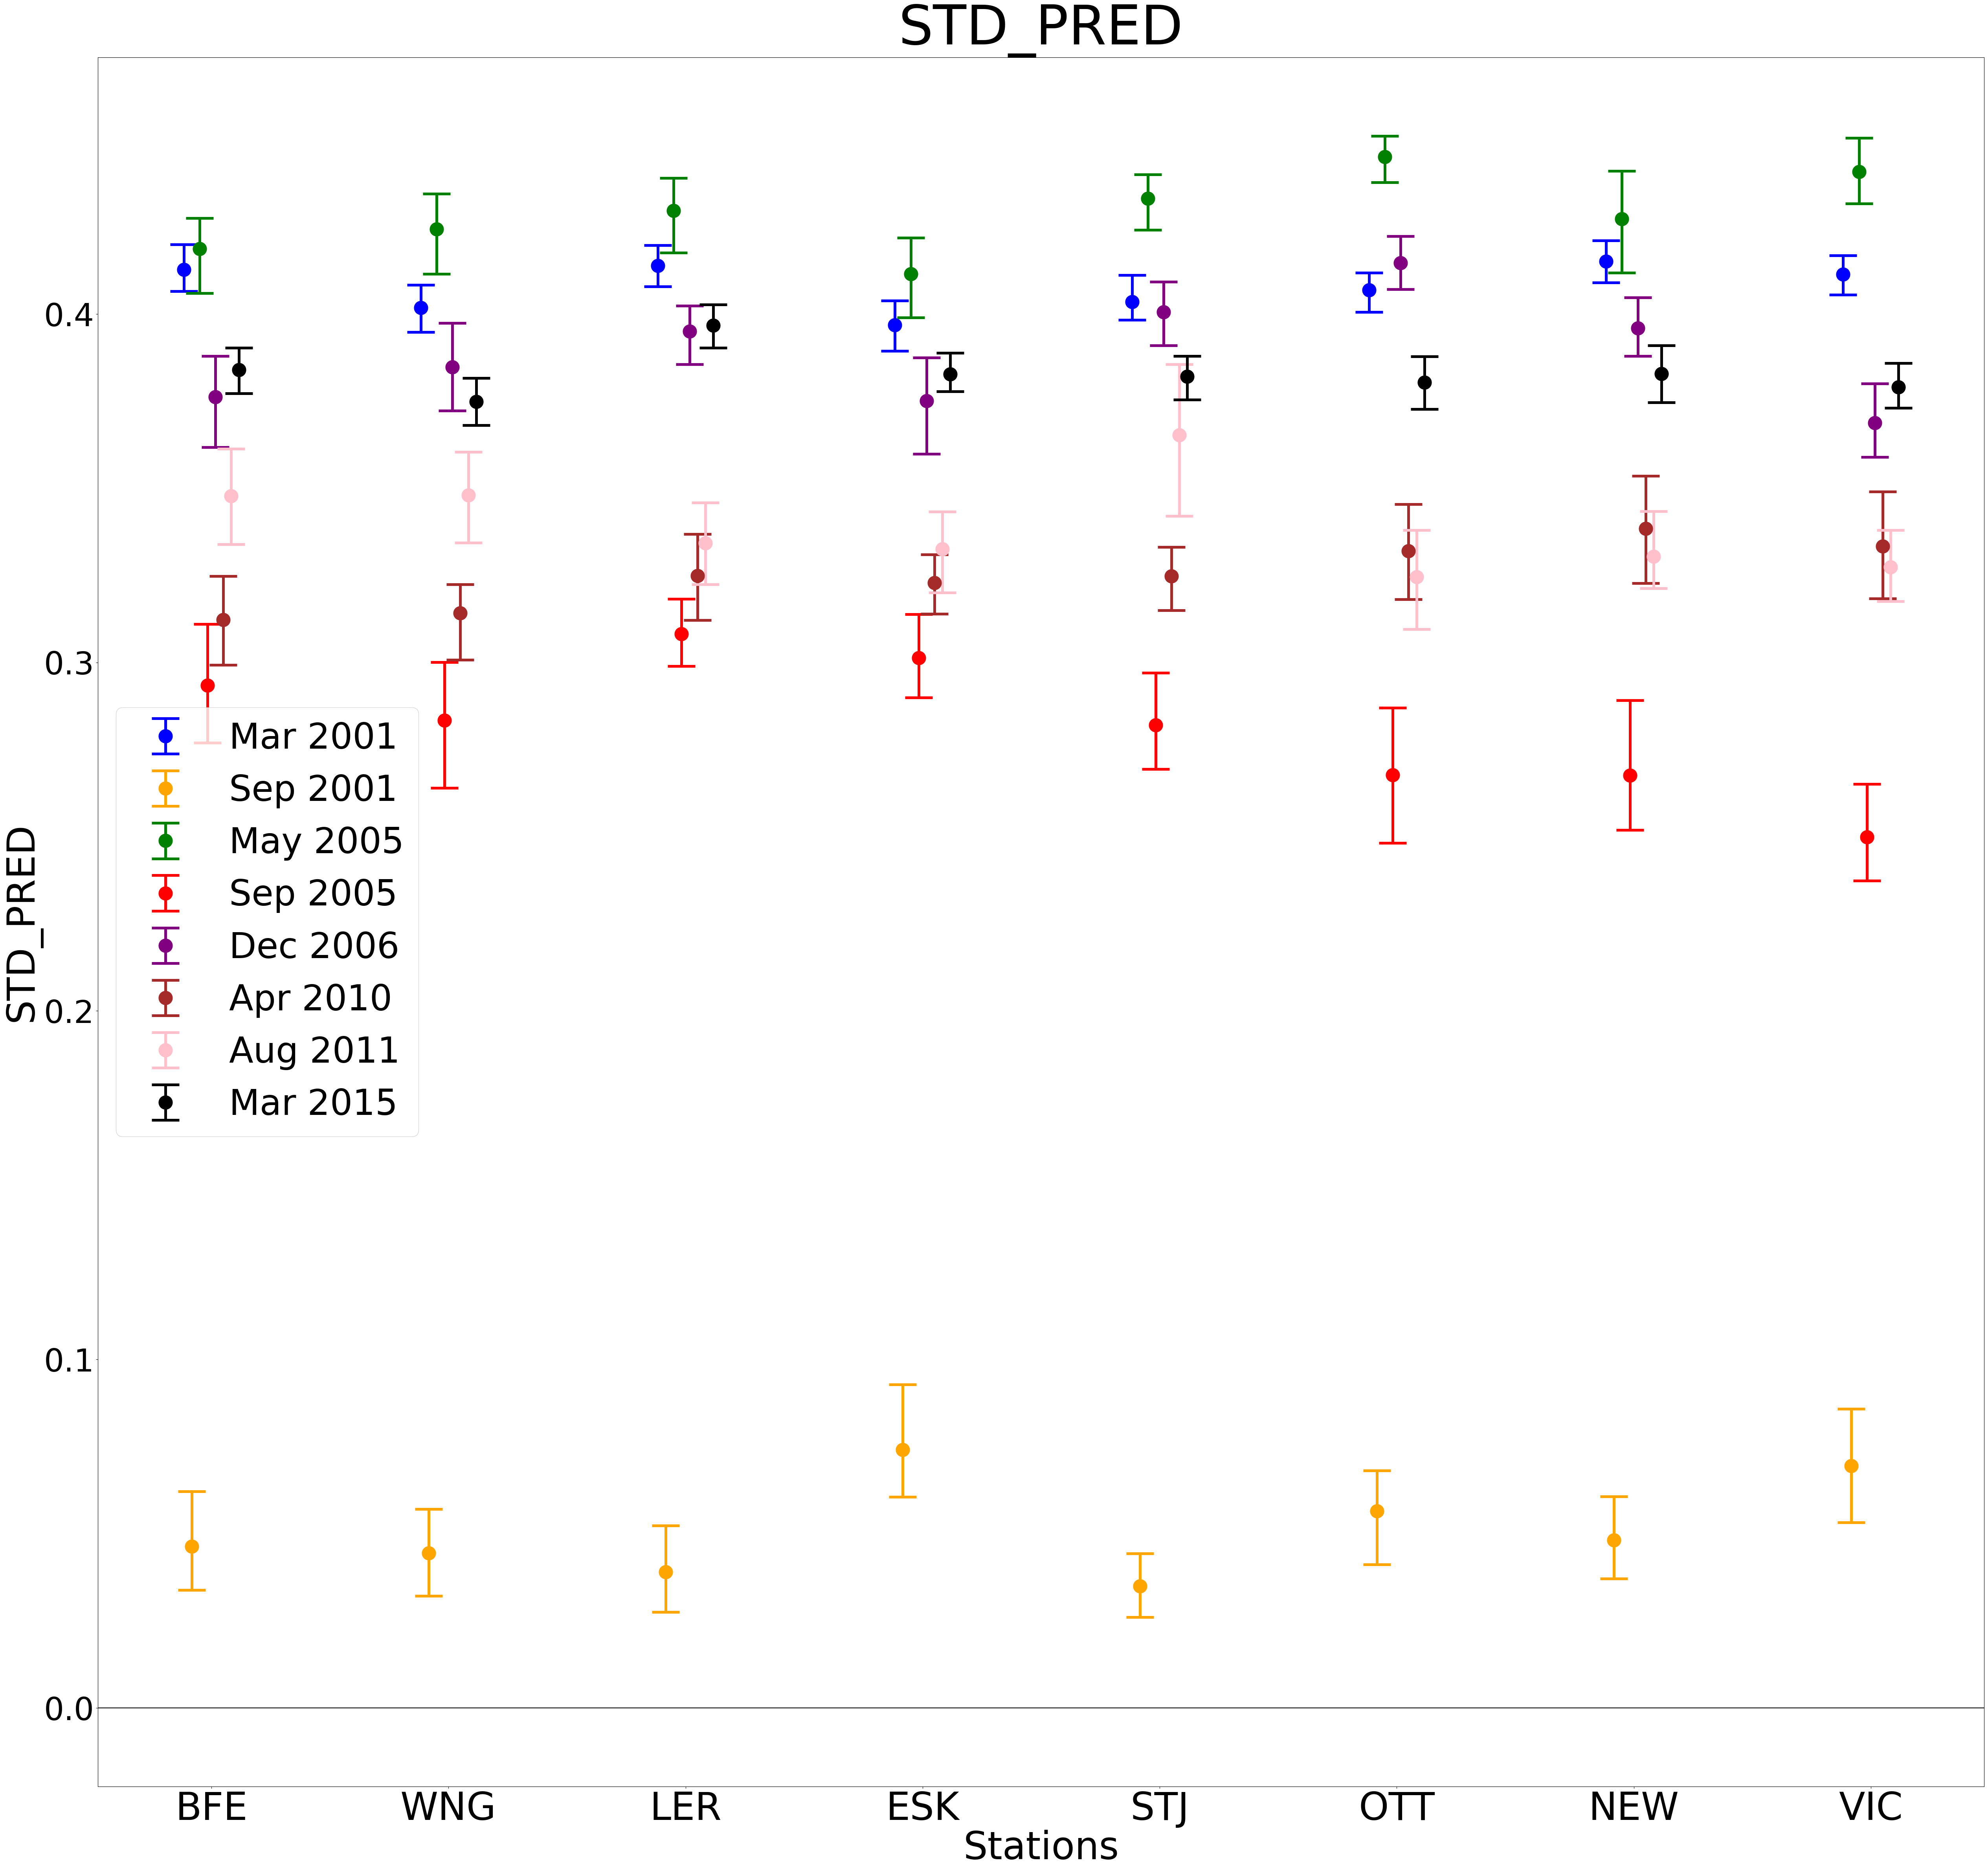 STD_PRED
STD_PRED
0.4
0.3
0.2
0.1
0.0
Mar 2001
Sep 2001
May 2005
Sep 2005
Dec 2006
Apr 2010
Aug 2011
Mar 2015
BFE WNG LER ESK STJ OTT NEW VIC
Stations